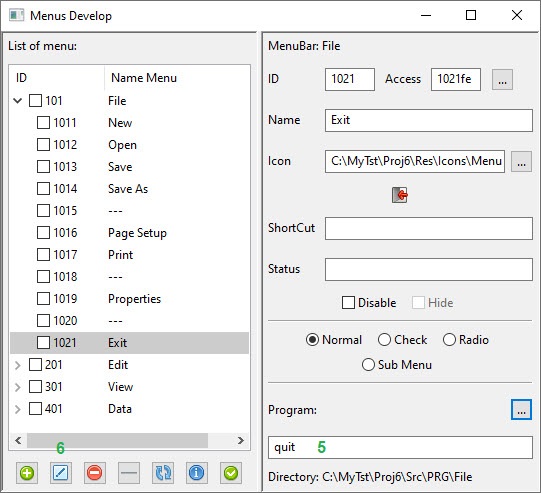 Menus Develop
List of menu:
ID Name Menu
101 File
1011 New
1012 Open
1013 Save
1014 Save As
1015 ---
1016 Page Setup
1017 Print
1018 ---
1019 Properties
1020 ---
1021 Exit
201 Edit
301 View
401 Data
6
MenuBar: File
ID 1021 Access 1021fe ...
Name Exit
Icon C:\MyTst\Proj6\Res\Icons\Menu ...
ShortCut
Status
Disable Hide
Normal Check Radio
Sub Menu
Program: ...
quit 5
Directory: C:\MyTst\Proj6\Src\PRG\File